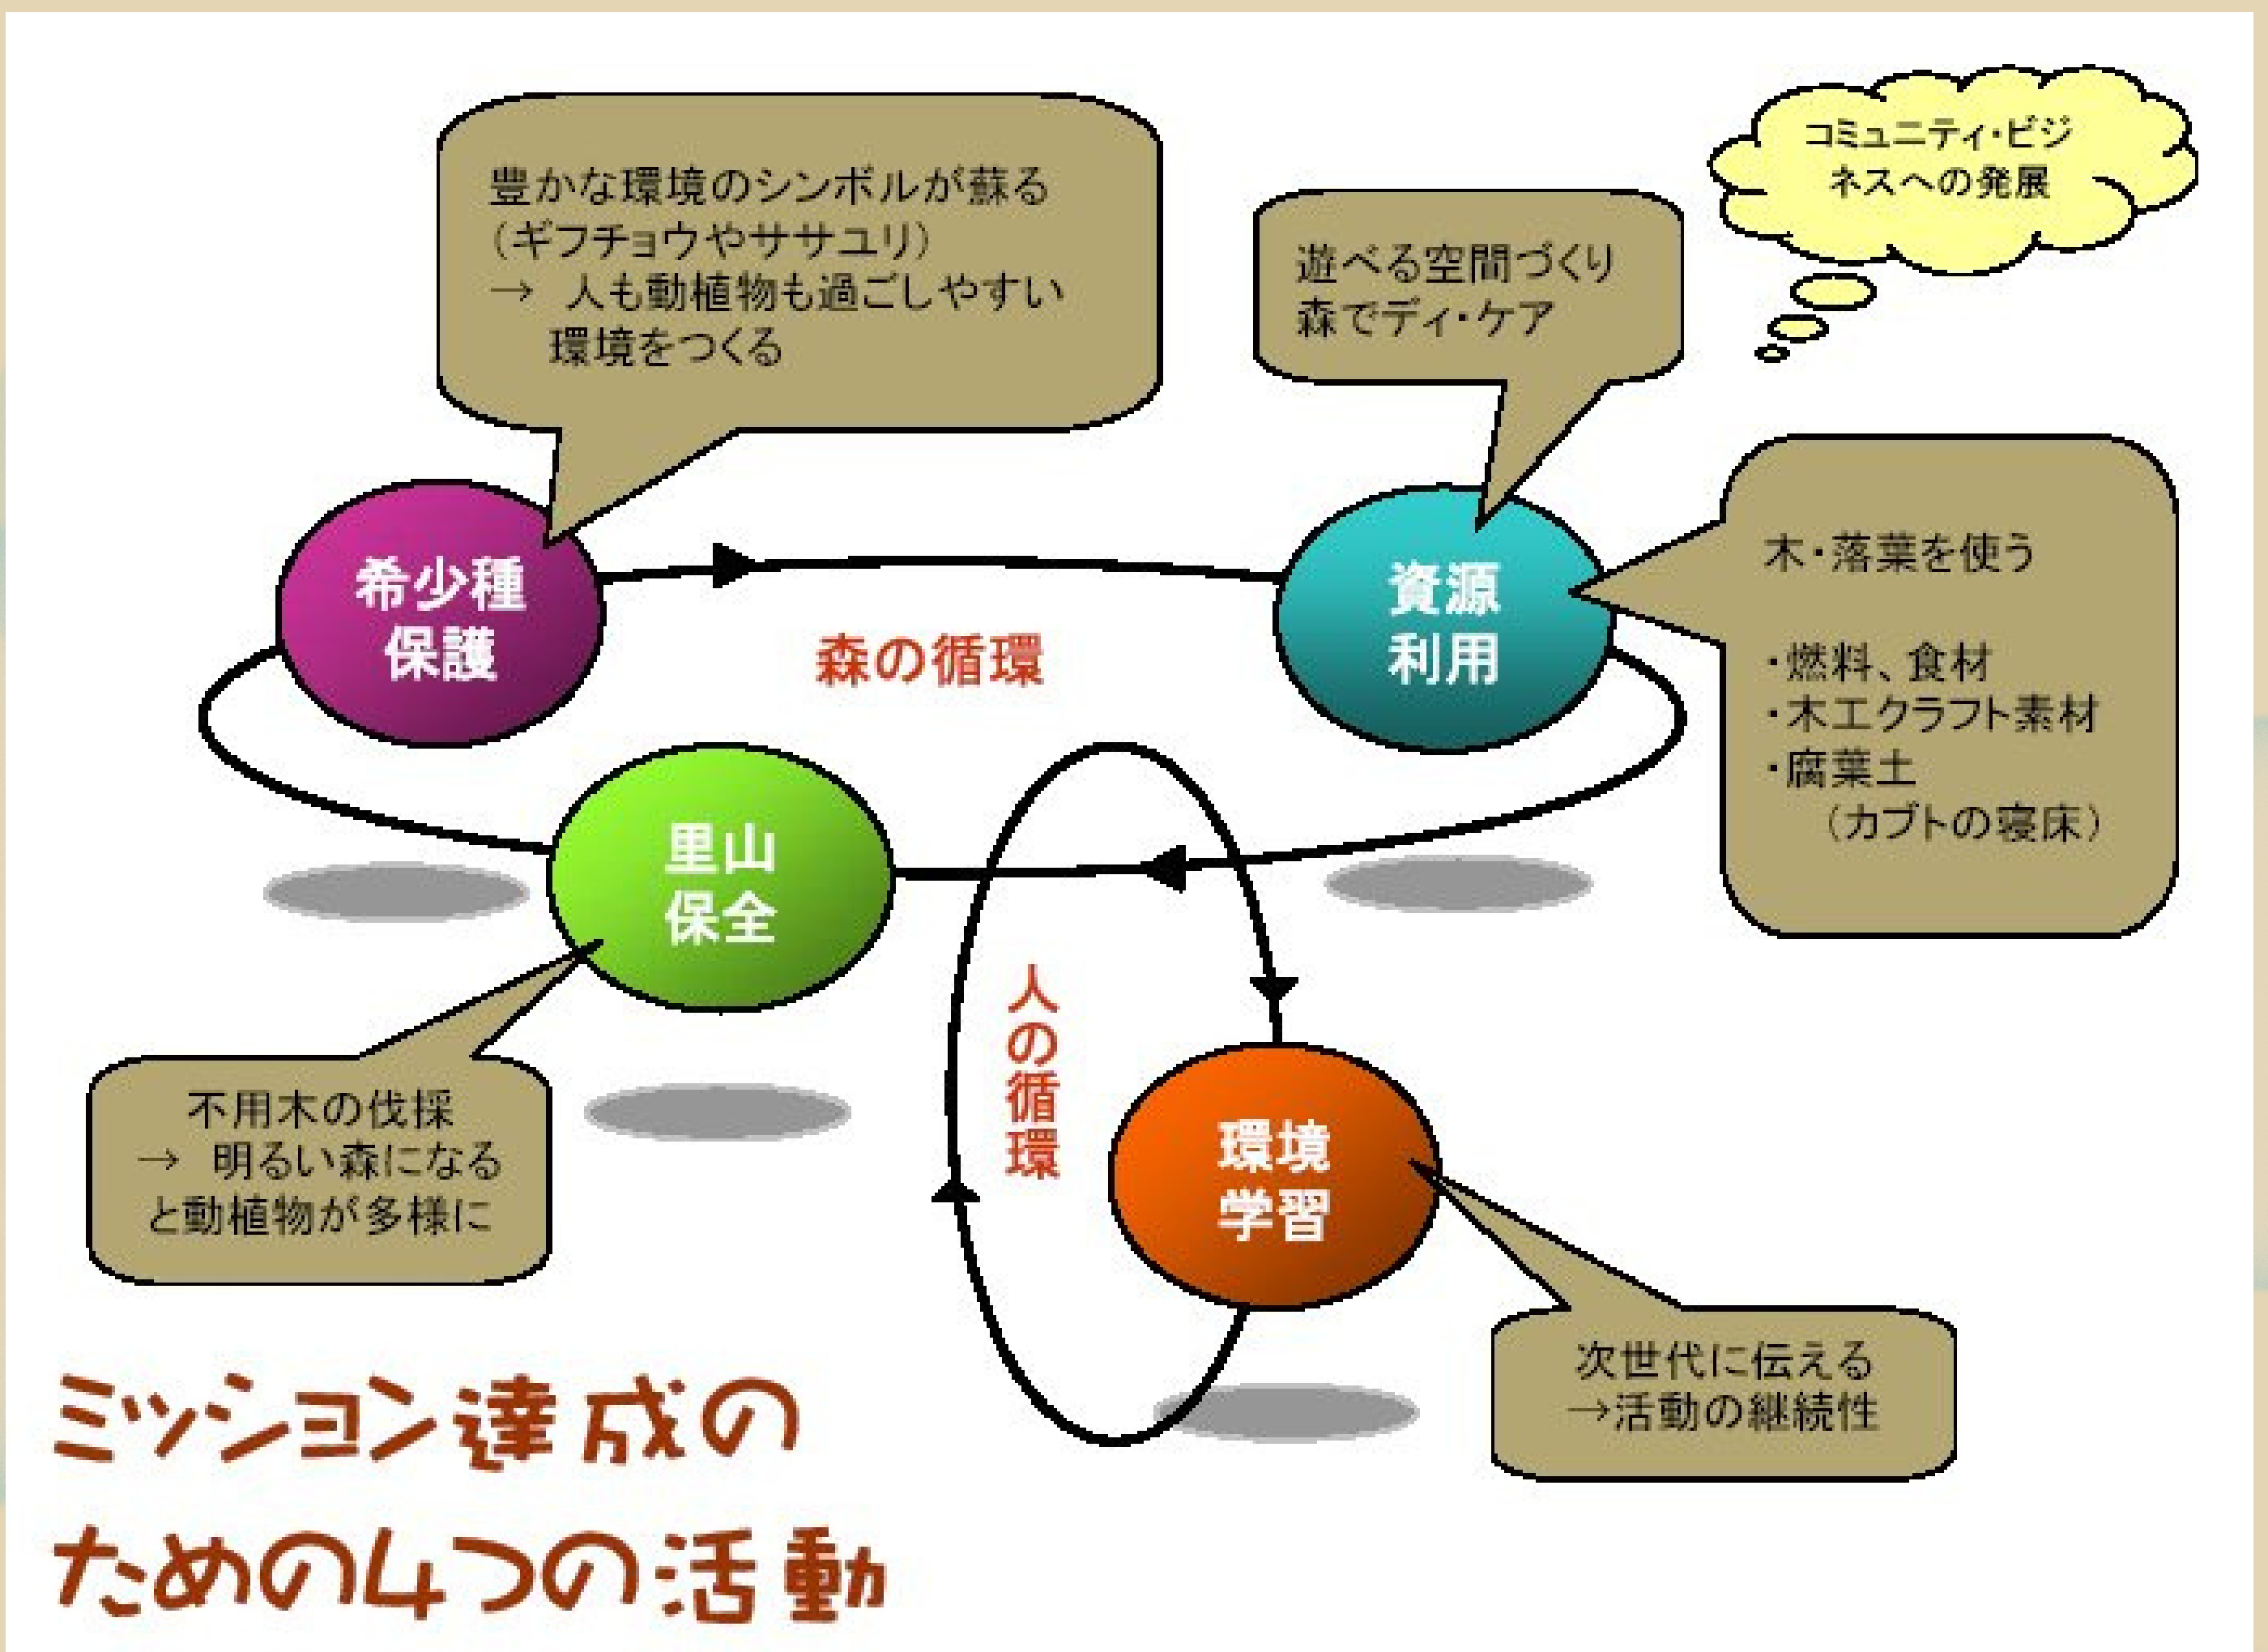 コミュニティ・ビジ
ネスへの発展
豊かな環境のシンボルが蘇る
（ギフチョウやササユリ）
→ 人も動植物も過ごしやすい
環境をつくる
遊べる空間づくり
森でディ・ケア
希少種
保護
資源
利用
木・落葉を使う
・燃料、食材
・木工クラフト素材
・腐葉土
（カブトの寝床）
森の循環
里山
保全
人の循環
不用木の伐採
→ 明るい森になる
と動植物が多様に
環境
学習
次世代に伝える
→活動の継続性
ミッション達成の
ための4つの活動